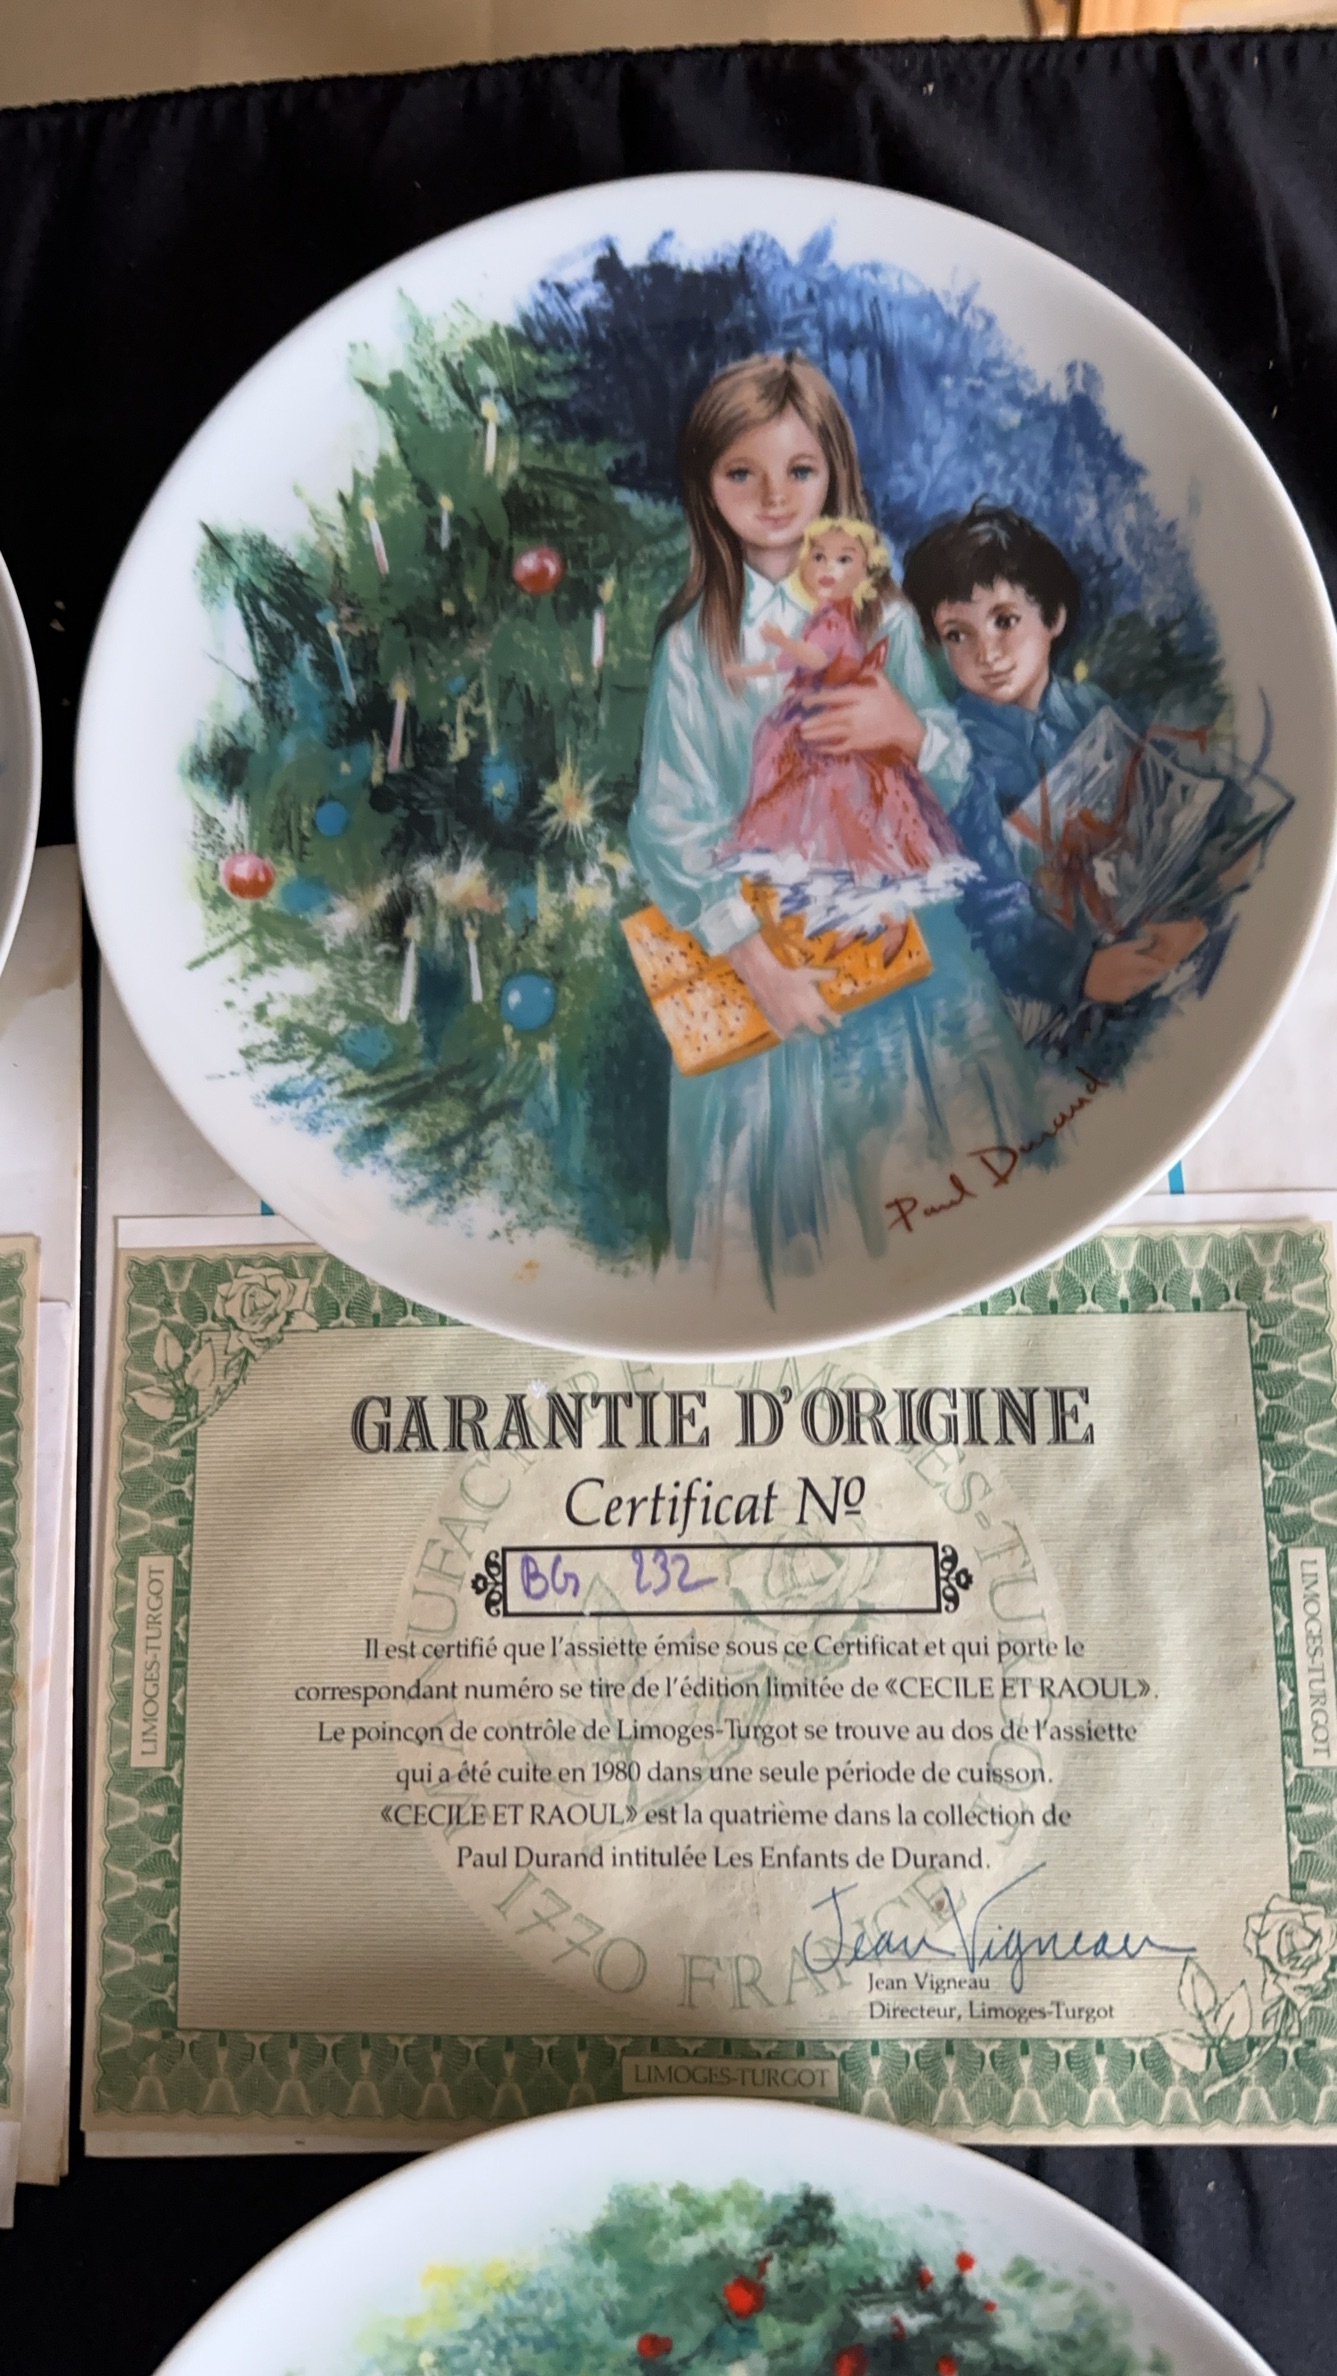 Paul Durand
GARANTIE D'ORIGINE
Certificat Nº
BG 232
Il est certifié que l'assiette émise sous ce Certificat et qui porte le
correspondant numéro se tire de l'édition limitée de «CECILE ET RAOUL».
Le poinçon de contrôle de Limoges-Turgot se trouve au dos de l'assiette
qui a été cuite en 1980 dans une seule période de cuisson.
«CECILE ET RAOUL» est la quatrième dans la collection de
Paul Durand intitulée Les Enfants de Durand.
Jean Vigneau
Jean Vigneau
Directeur, Limoges-Turgot
LIMOGES-TURGOT
LIMOGES-TURGOT
LIMOGES-TURGOT
1770 FRANCE